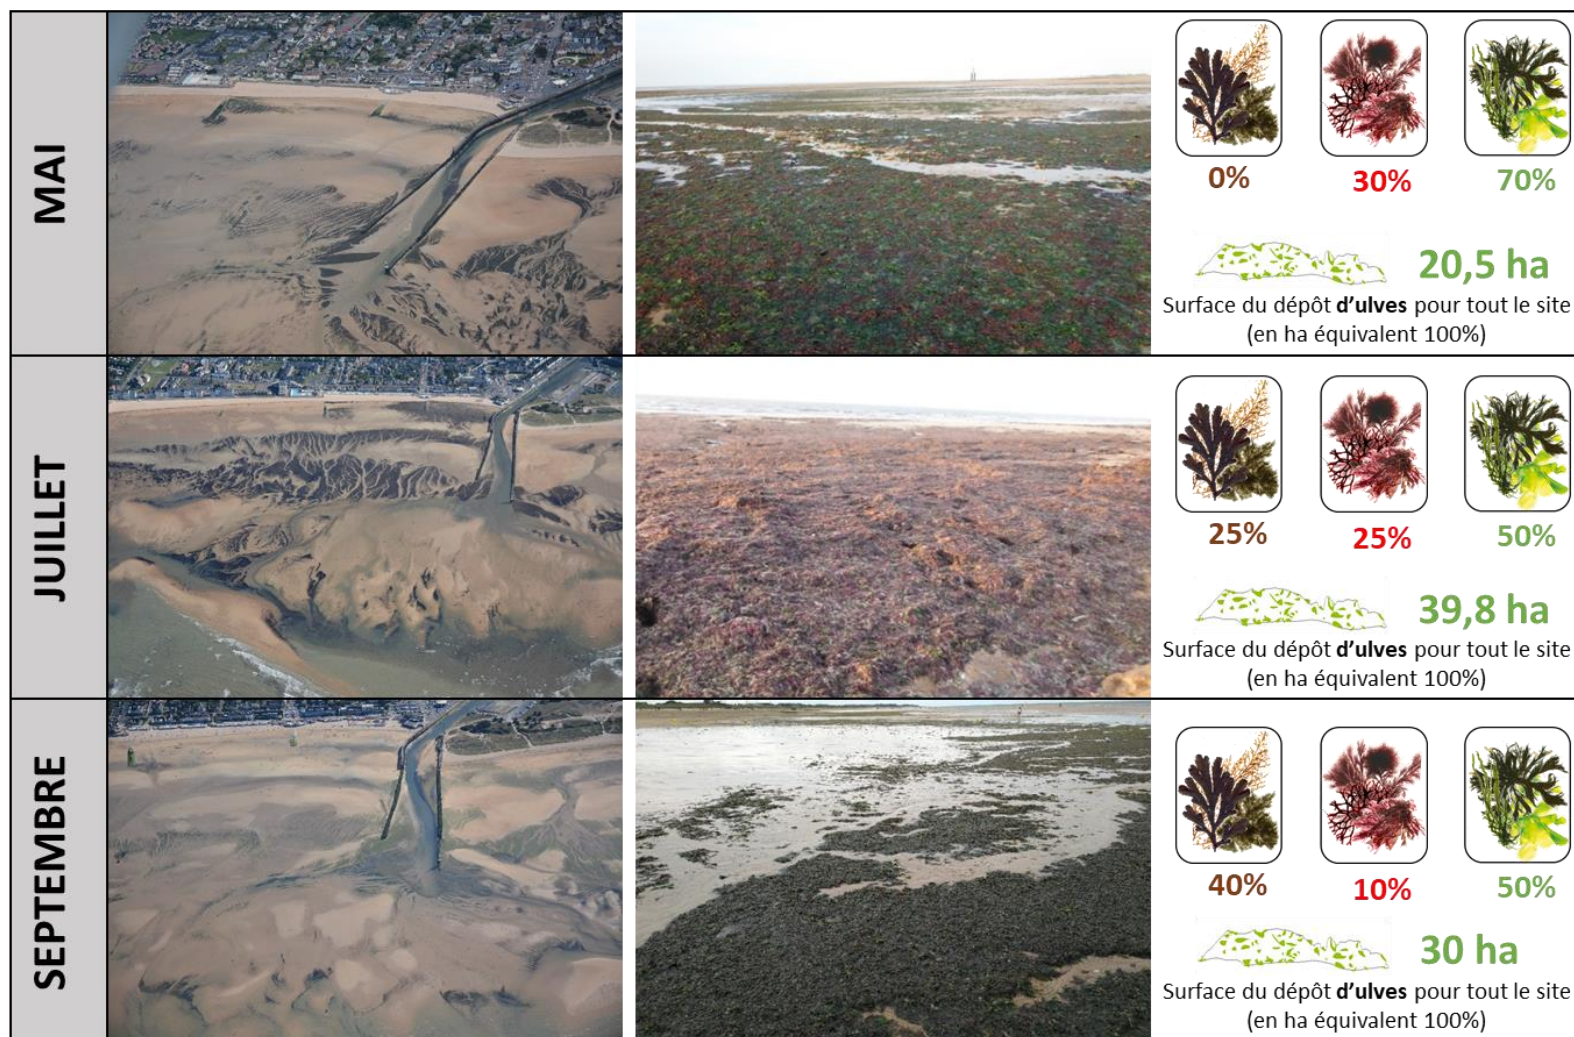 MAI
0%
30%
70%
20,5 ha
Surface du dépôt d'ulves pour tout le site
(en ha équivalent 100%)
JUILLET
25%
25%
50%
39,8 ha
Surface du dépôt d'ulves pour tout le site
(en ha équivalent 100%)
SEPTEMBRE
40%
10%
50%
30 ha
Surface du dépôt d'ulves pour tout le site
(en ha équivalent 100%)